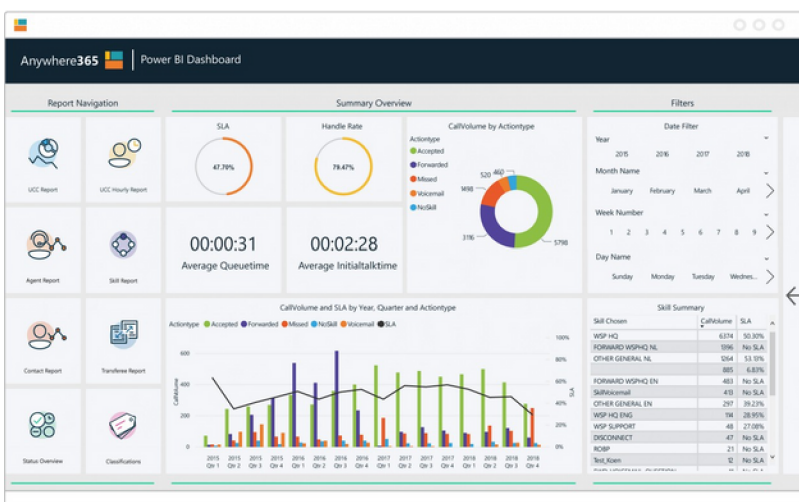 Anywhere365 Power BI Dashboard
Report Navigation
UCC Report
UCC Hourly Report
Agent Report
Skill Report
Contact Report
Transferee Report
Status Overview
Classifications
Summary Overview
SLA
47.70%
Handle Rate
79.47%
00:00:31
Average Queuetime
00:02:28
Average Initialtalktime
CallVolume by Actiontype
Actiontype
Accepted
Forwarded
Missed
Voicemail
NoSkill
520 460
1498
3116
5798
CallVolume and SLA by Year, Quarter and Actiontype
Actiontype Accepted Forwarded Missed NoSkill Voicemail SLA
CallVolume
600
400
200
0
100%
80%
60%
40%
20%
0%
SLA
2015 2015 2015 2015 2016 2016 2016 2016 2017 2017 2017 2017 2018 2018 2018
Qtr 1 Qtr 2 Qtr 3 Qtr 4 Qtr 1 Qtr 2 Qtr 3 Qtr 4 Qtr 1 Qtr 2 Qtr 3 Qtr 4 Qtr 1 Qtr 2 Qtr 3 Qtr 4
Filters
Date Filter
Year
2015 2016 2017 2018
Month Name
January February March April
Week Number
1 2 3 4 5 6 7 8 9
Day Name
Sunday Monday Tuesday Wednes...
Skill Summary
Skill Chosen CallVolume SLA
WSP HQ 6374 50.30%
FORWARD WSPHQ NL 1396 No SLA
OTHER GENERAL NL 1264 53.13%
885 6.83%
FORWARD WSPHQ EN 483 No SLA
SkillVoicemail 413 No SLA
OTHER GENERAL EN 297 39.23%
WSP HQ ENG 114 28.95%
WSP SUPPORT 48 27.08%
DISCONNECT 47 No SLA
ROBP 21 No SLA
Test_Koen 12 No SLA